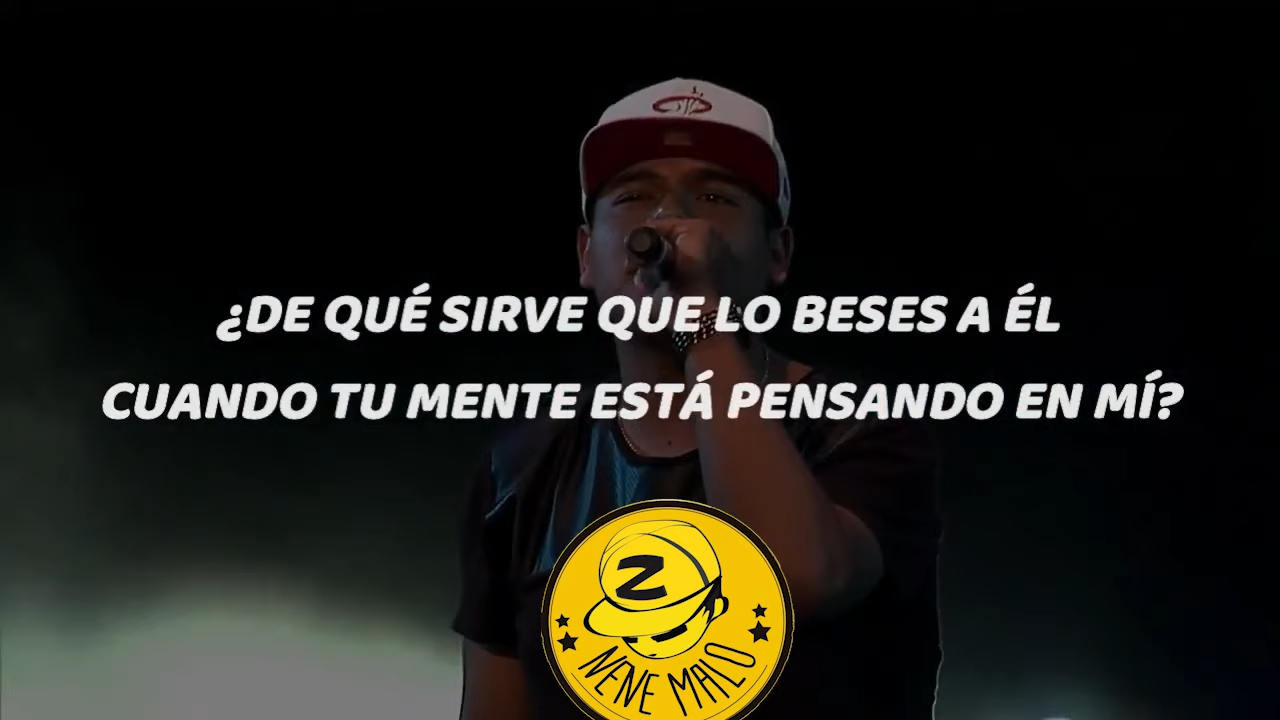 ¿DE QUÉ SIRVE QUE LO BESES A ÉL
CUANDO TU MENTE ESTÁ PENSANDO EN MÍ?
Z
NENE MALO